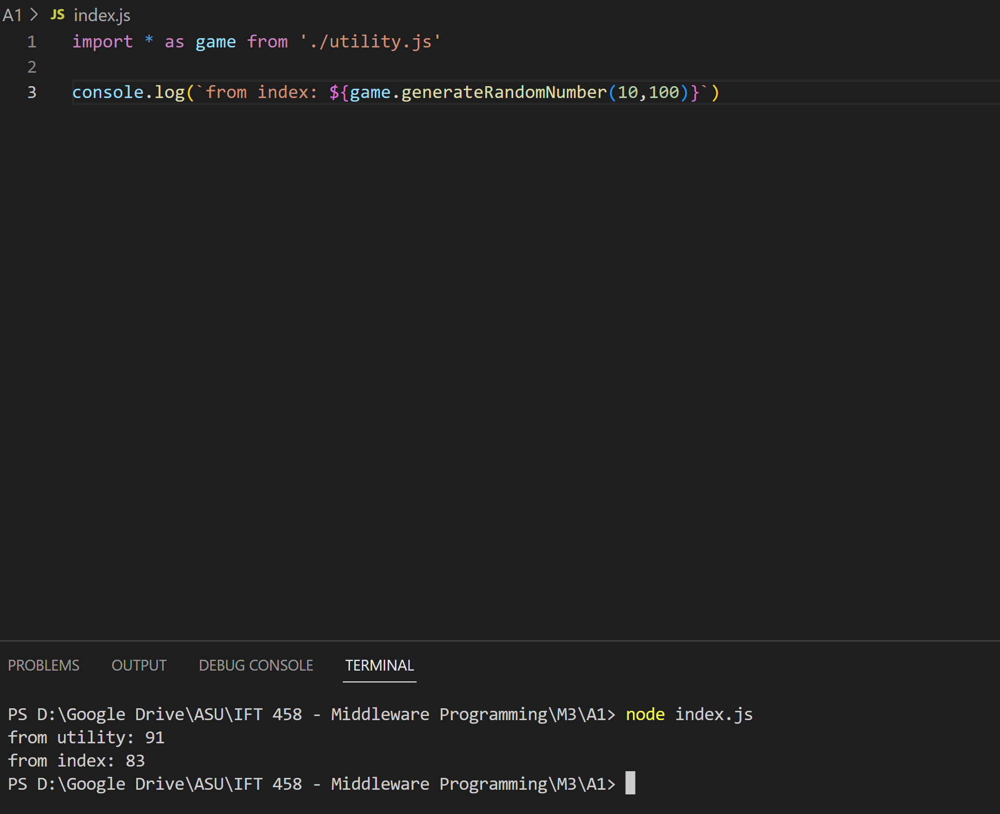 A1 > JS index.js
1 import * as game from './utility.js'
2
3 console.log(`from index: ${game.generateRandomNumber(10,100)}`)
PROBLEMS OUTPUT DEBUG CONSOLE TERMINAL
PS D:\Google Drive\ASU\IFT 458 - Middleware Programming\M3\A1> node index.js
from utility: 91
from index: 83
PS D:\Google Drive\ASU\IFT 458 - Middleware Programming\M3\A1>